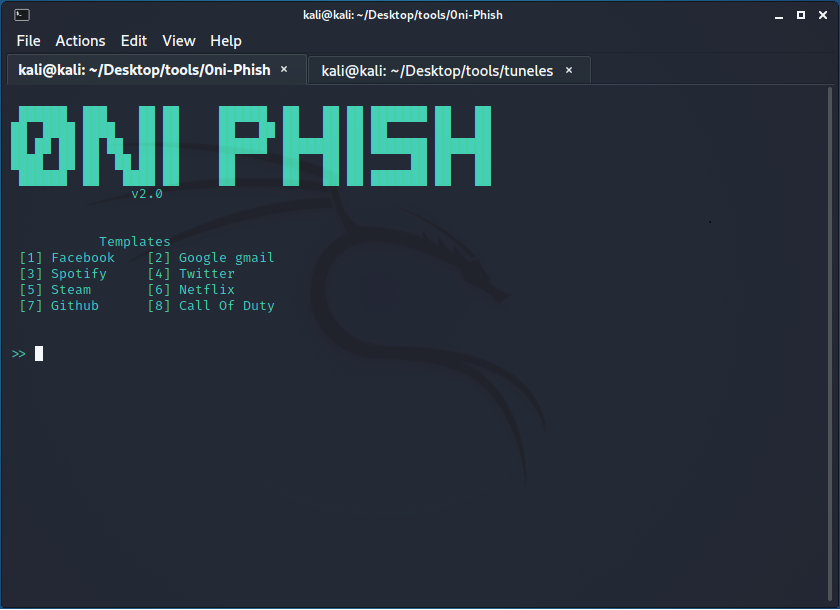 kali@kali: ~/Desktop/tools/0ni-Phish
File Actions Edit View Help
kali@kali: ~/Desktop/tools/0ni-Phish × kali@kali: ~/Desktop/tools/tuneles ×
0NI PHISH
v2.0
Templates
[1] Facebook [2] Google gmail
[3] Spotify [4] Twitter
[5] Steam [6] Netflix
[7] Github [8] Call Of Duty
>>